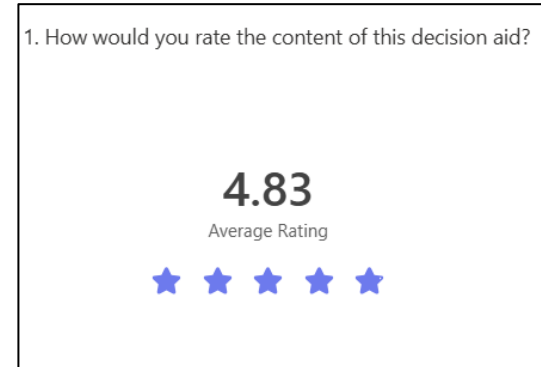 1. How would you rate the content of this decision aid?
4.83
Average Rating